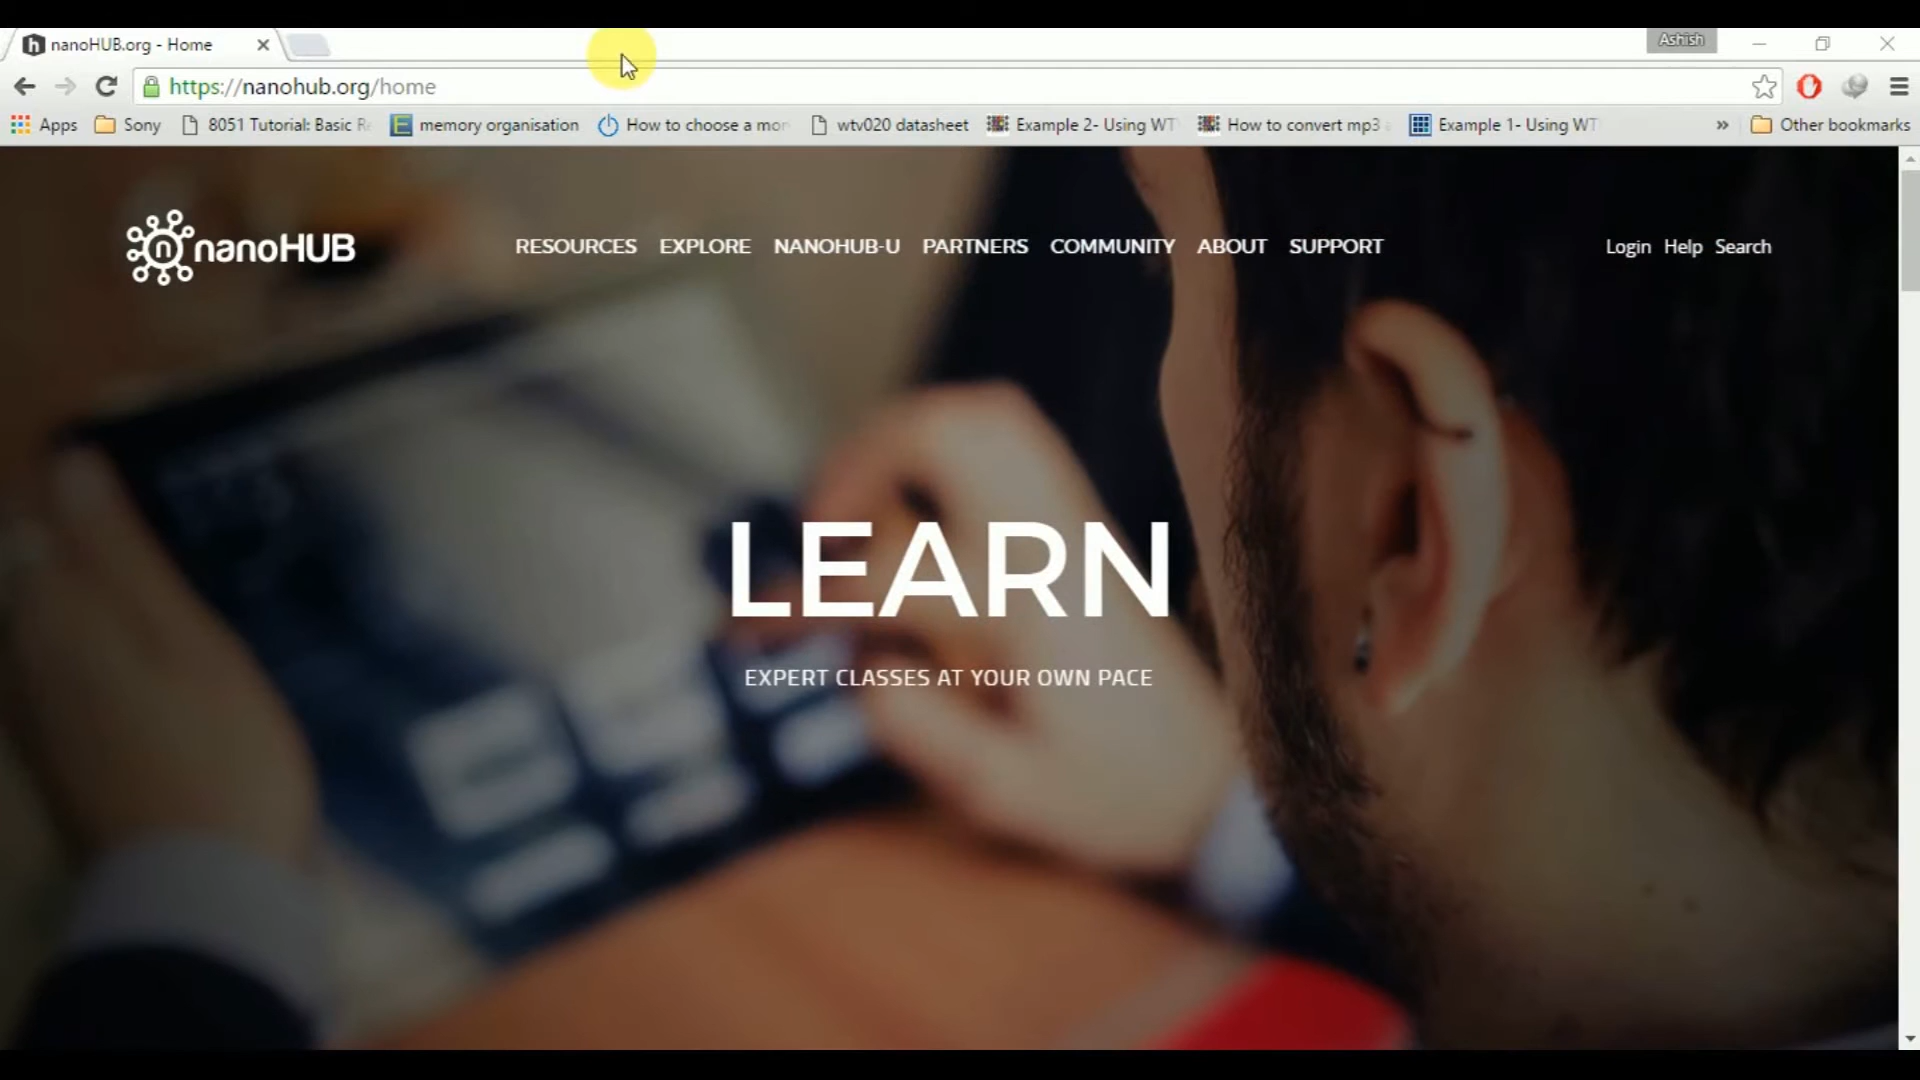 nanoHUB.org - Home
Ashish
https://nanohub.org/home
Apps Sony 8051 Tutorial: Basic memory organisation How to choose a wtv020 datasheet Example 2- Using How to convert mp3 Example 1- Using » Other bookmarks
nanoHUB RESOURCES EXPLORE NANOHUB-U PARTNERS COMMUNITY ABOUT SUPPORT Login Help Search
LEARN
EXPERT CLASSES AT YOUR OWN PACE